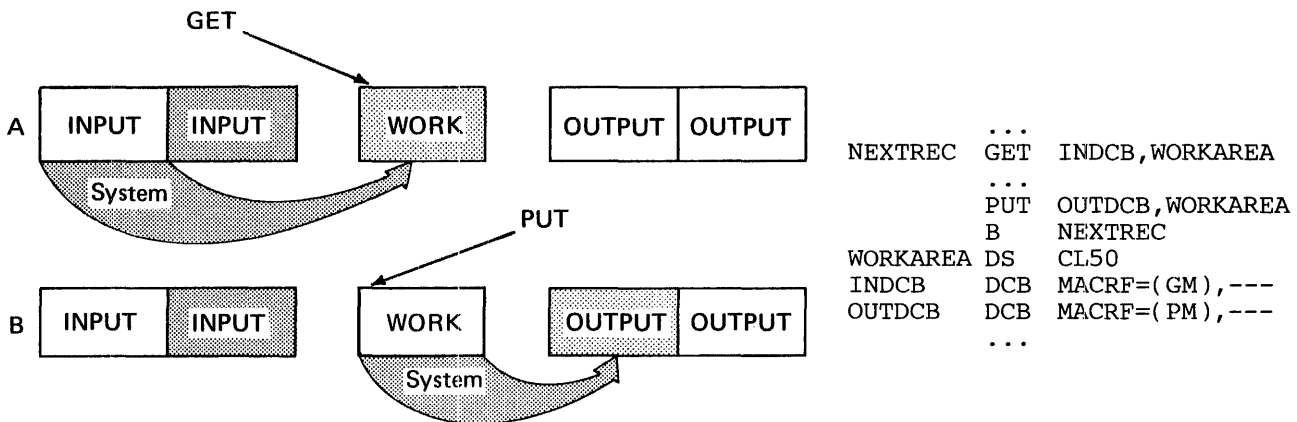 GET
A INPUT INPUT WORK OUTPUT OUTPUT
System
PUT
B INPUT INPUT WORK OUTPUT OUTPUT
System
...
NEXTREC GET INDCB,WORKAREA
...
PUT OUTDCB,WORKAREA
B NEXTREC
WORKAREA DS CL50
INDCB DCB MACRF=(GM),---
OUTDCB DCB MACRF=(PM),---
...